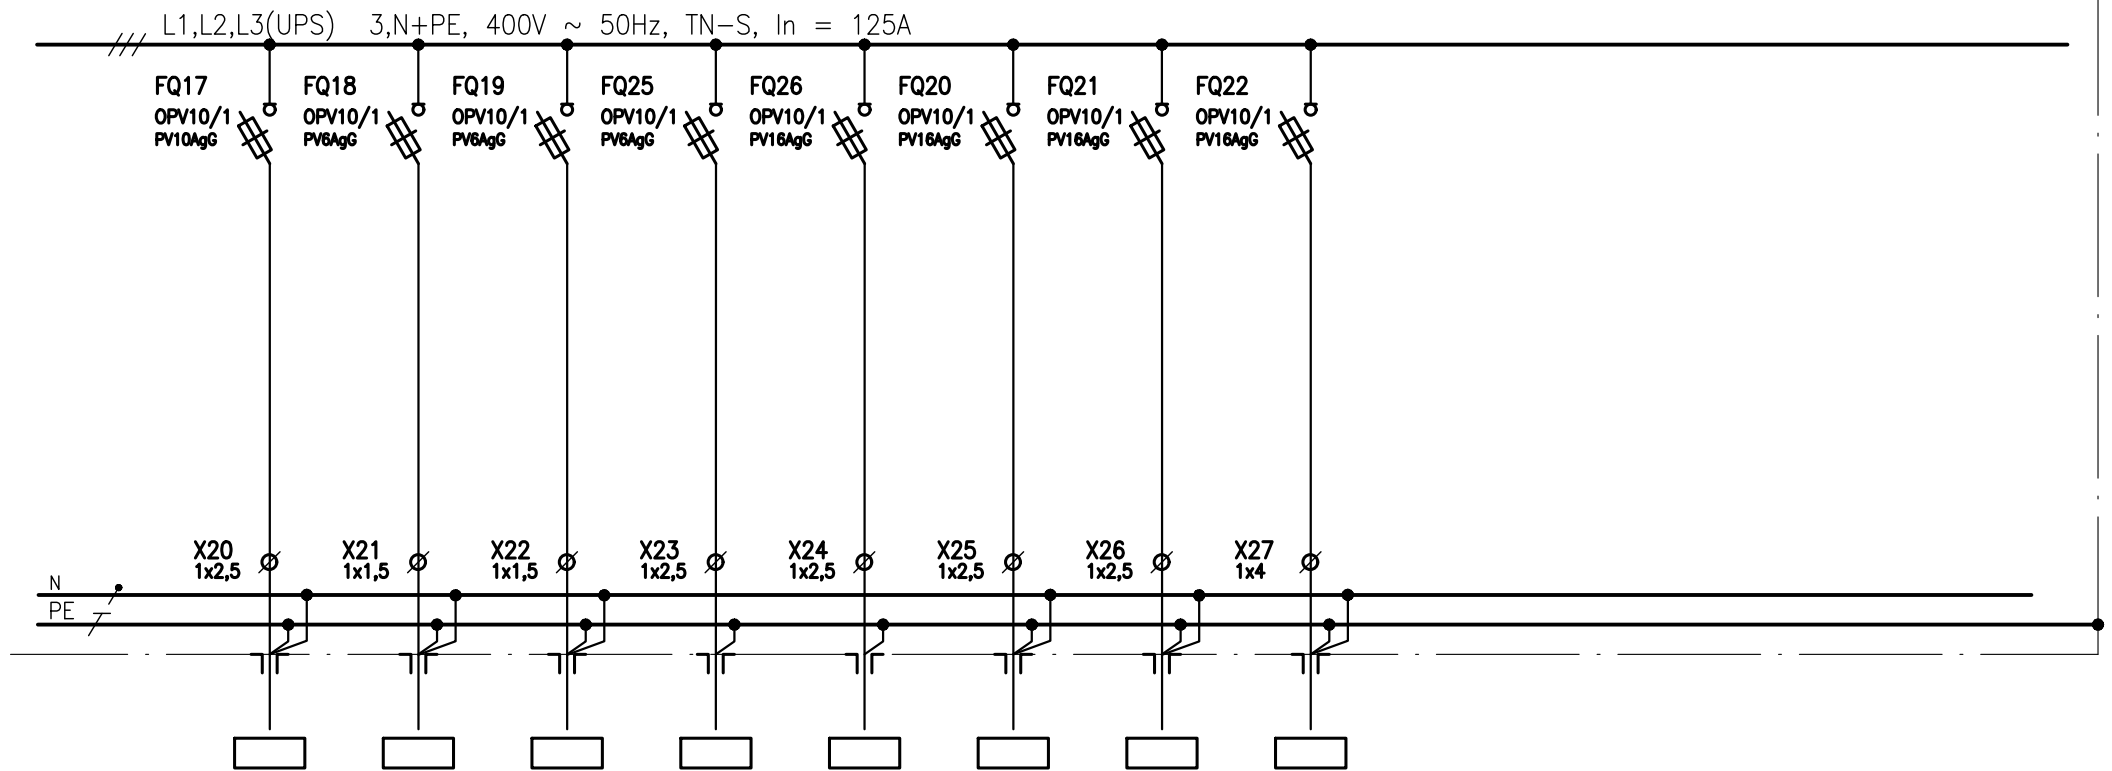 L1,L2,L3(UPS) 3,N+PE, 400V ~ 50Hz, TN-S, In = 125A
FQ17 FQ18 FQ19 FQ25 FQ26 FQ20 FQ21 FQ22
OPV10/1 OPV10/1 OPV10/1 OPV10/1 OPV10/1 OPV10/1 OPV10/1 OPV10/1
PV10AgG PV6AgG PV6AgG PV6AgG PV16AgG PV16AgG PV16AgG PV16AgG
X20 X21 X22 X23 X24 X25 X26 X27
1x2,5 1x1,5 1x1,5 1x2,5 1x2,5 1x2,5 1x2,5 1x4
N
PE